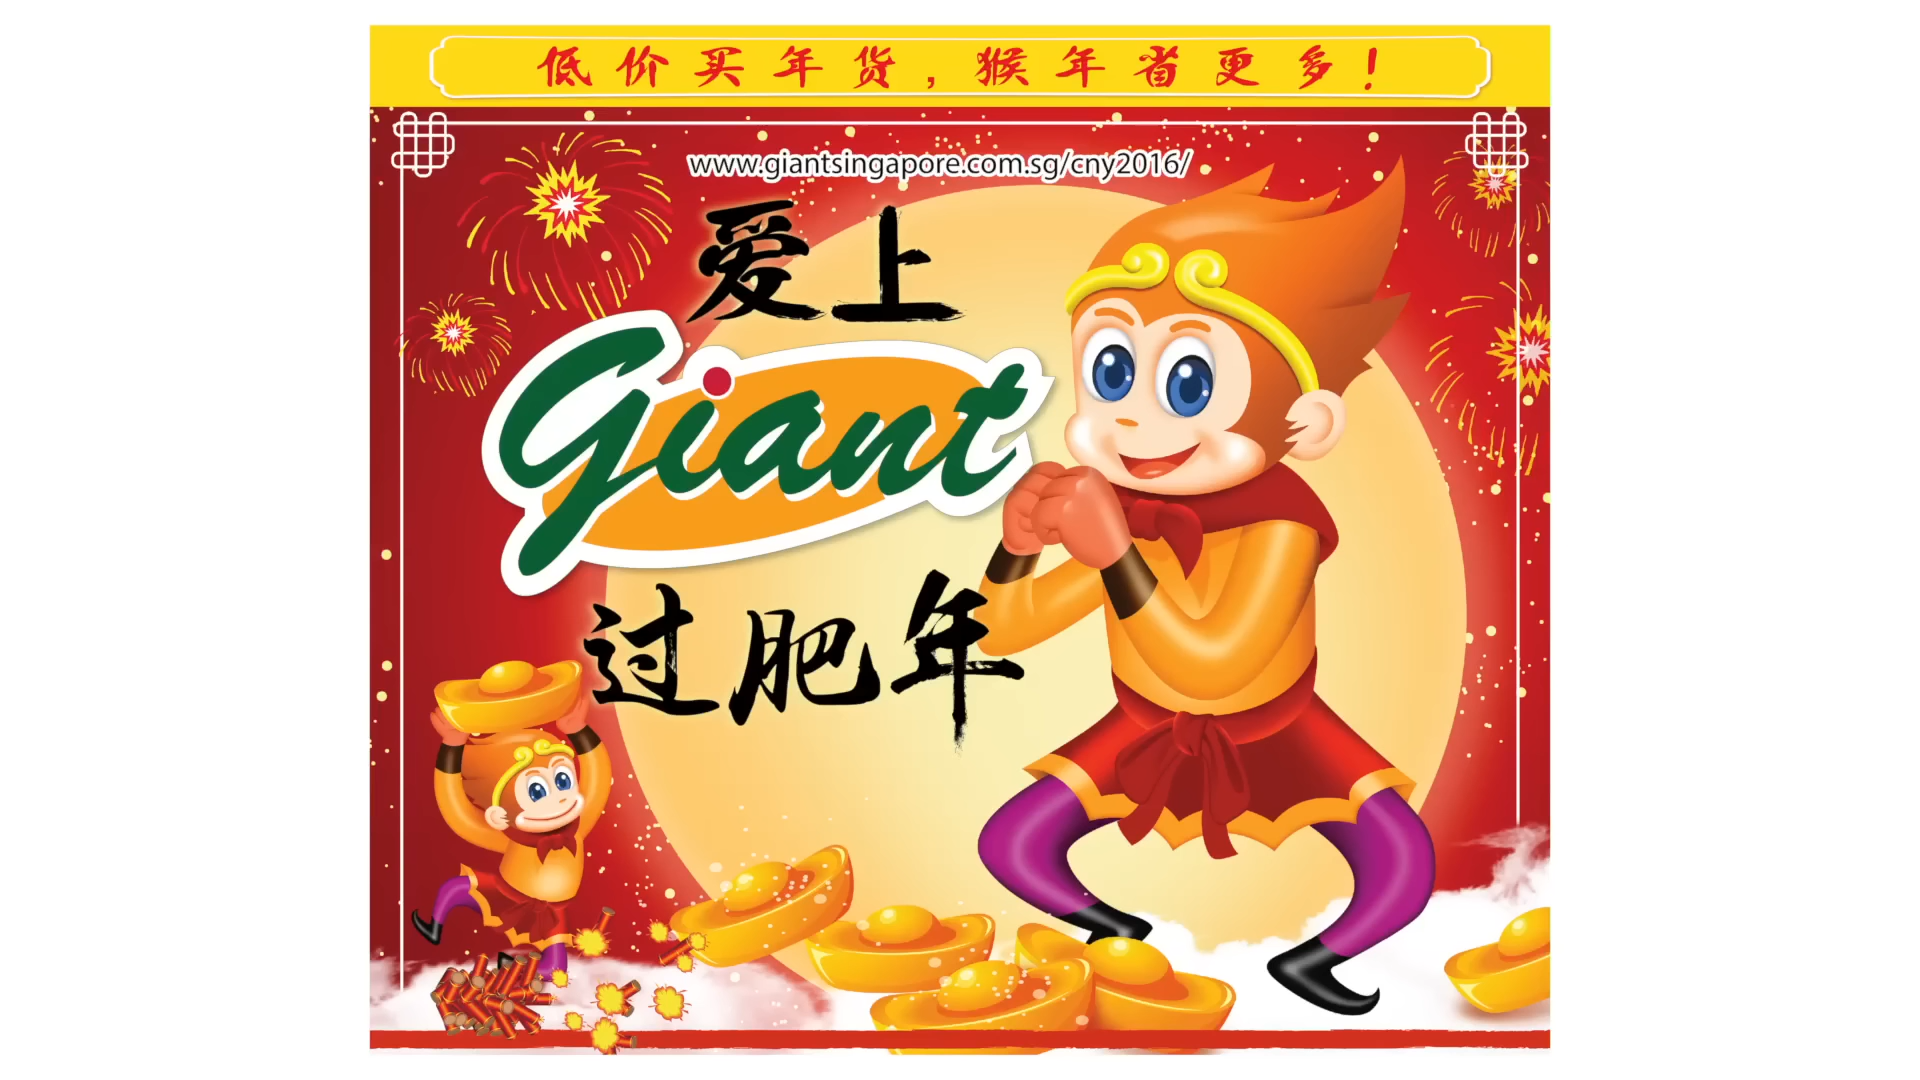 低价买年货，猴年省更多！
www.giantsingapore.com.sg/cny2016/
爱上
Giant
过肥年